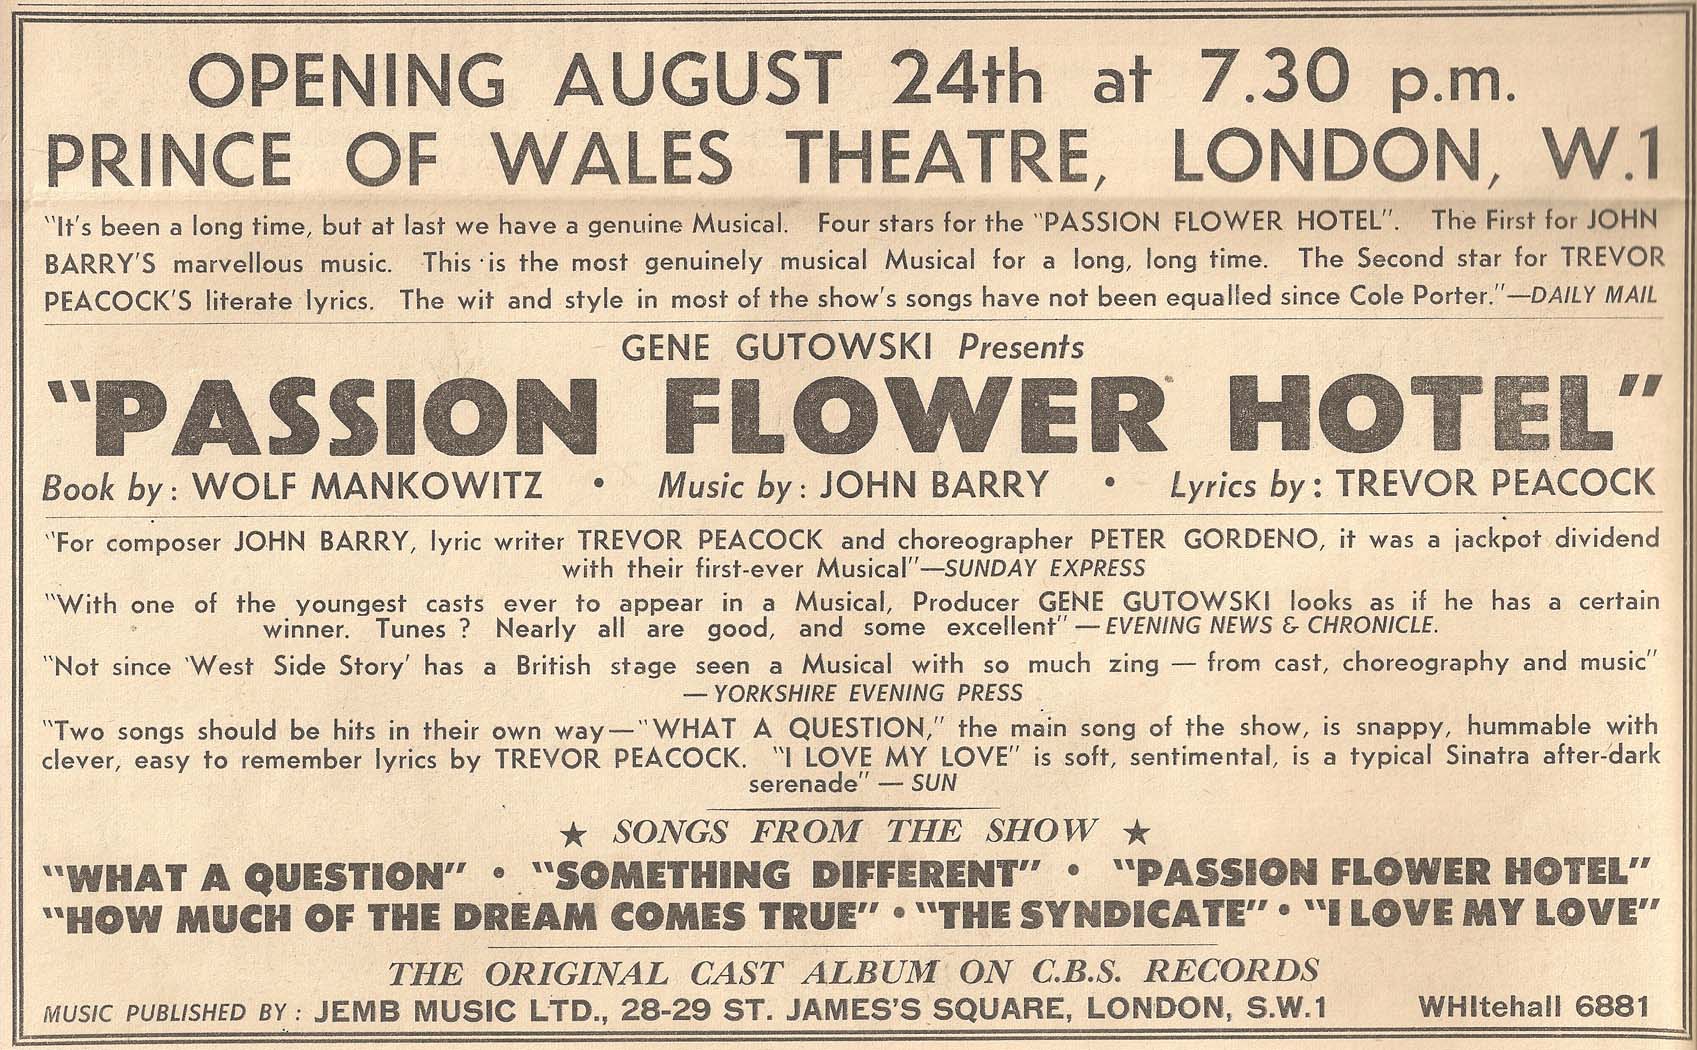 OPENING AUGUST 24th at 7.30 p.m.
PRINCE OF WALES THEATRE, LONDON, W.1
"It's been a long time, but at last we have a genuine Musical. Four stars for the "PASSION FLOWER HOTEL". The First for JOHN
BARRY'S marvellous music. This is the most genuinely musical Musical for a long, long time. The Second star for TREVOR
PEACOCK'S literate lyrics. The wit and style in most of the show's songs have not been equalled since Cole Porter."—DAILY MAIL
GENE GUTOWSKI Presents
"PASSION FLOWER HOTEL"
Book by: WOLF MANKOWITZ • Music by: JOHN BARRY • Lyrics by: TREVOR PEACOCK
"For composer JOHN BARRY, lyric writer TREVOR PEACOCK and choreographer PETER GORDENO, it was a jackpot dividend
with their first-ever Musical"—SUNDAY EXPRESS
"With one of the youngest casts ever to appear in a Musical, Producer GENE GUTOWSKI looks as if he has a certain
winner. Tunes ? Nearly all are good, and some excellent"—EVENING NEWS & CHRONICLE.
"Not since 'West Side Story' has a British stage seen a Musical with so much zing — from cast, choreography and music"
— YORKSHIRE EVENING PRESS
"Two songs should be hits in their own way—"WHAT A QUESTION," the main song of the show, is snappy, hummable with
clever, easy to remember lyrics by TREVOR PEACOCK. "I LOVE MY LOVE" is soft, sentimental, is a typical Sinatra after-dark
serenade" — SUN
★ SONGS FROM THE SHOW ★
"WHAT A QUESTION" • "SOMETHING DIFFERENT" • "PASSION FLOWER HOTEL"
"HOW MUCH OF THE DREAM COMES TRUE" • "THE SYNDICATE" • "I LOVE MY LOVE"
THE ORIGINAL CAST ALBUM ON C.B.S. RECORDS
MUSIC PUBLISHED BY : JEMB MUSIC LTD., 28-29 ST. JAMES'S SQUARE, LONDON, S.W.1 WHItehall 6881